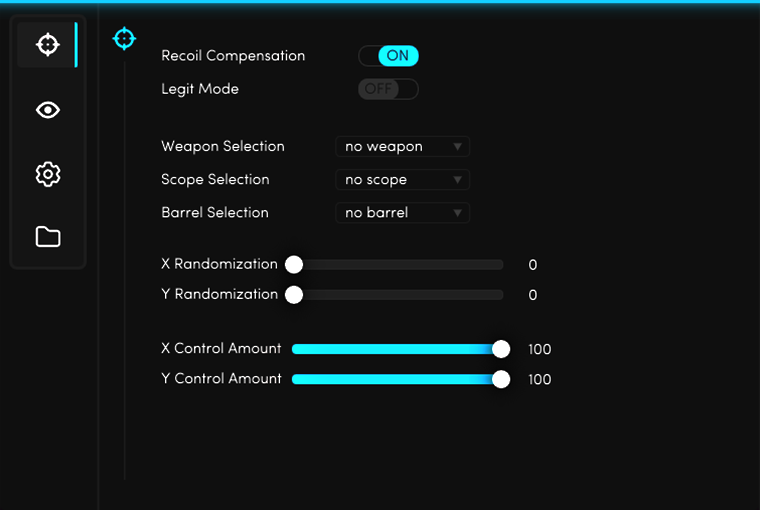 Recoil Compensation ON
Legit Mode OFF
Weapon Selection no weapon
Scope Selection no scope
Barrel Selection no barrel
X Randomization 0
Y Randomization 0
X Control Amount 100
Y Control Amount 100